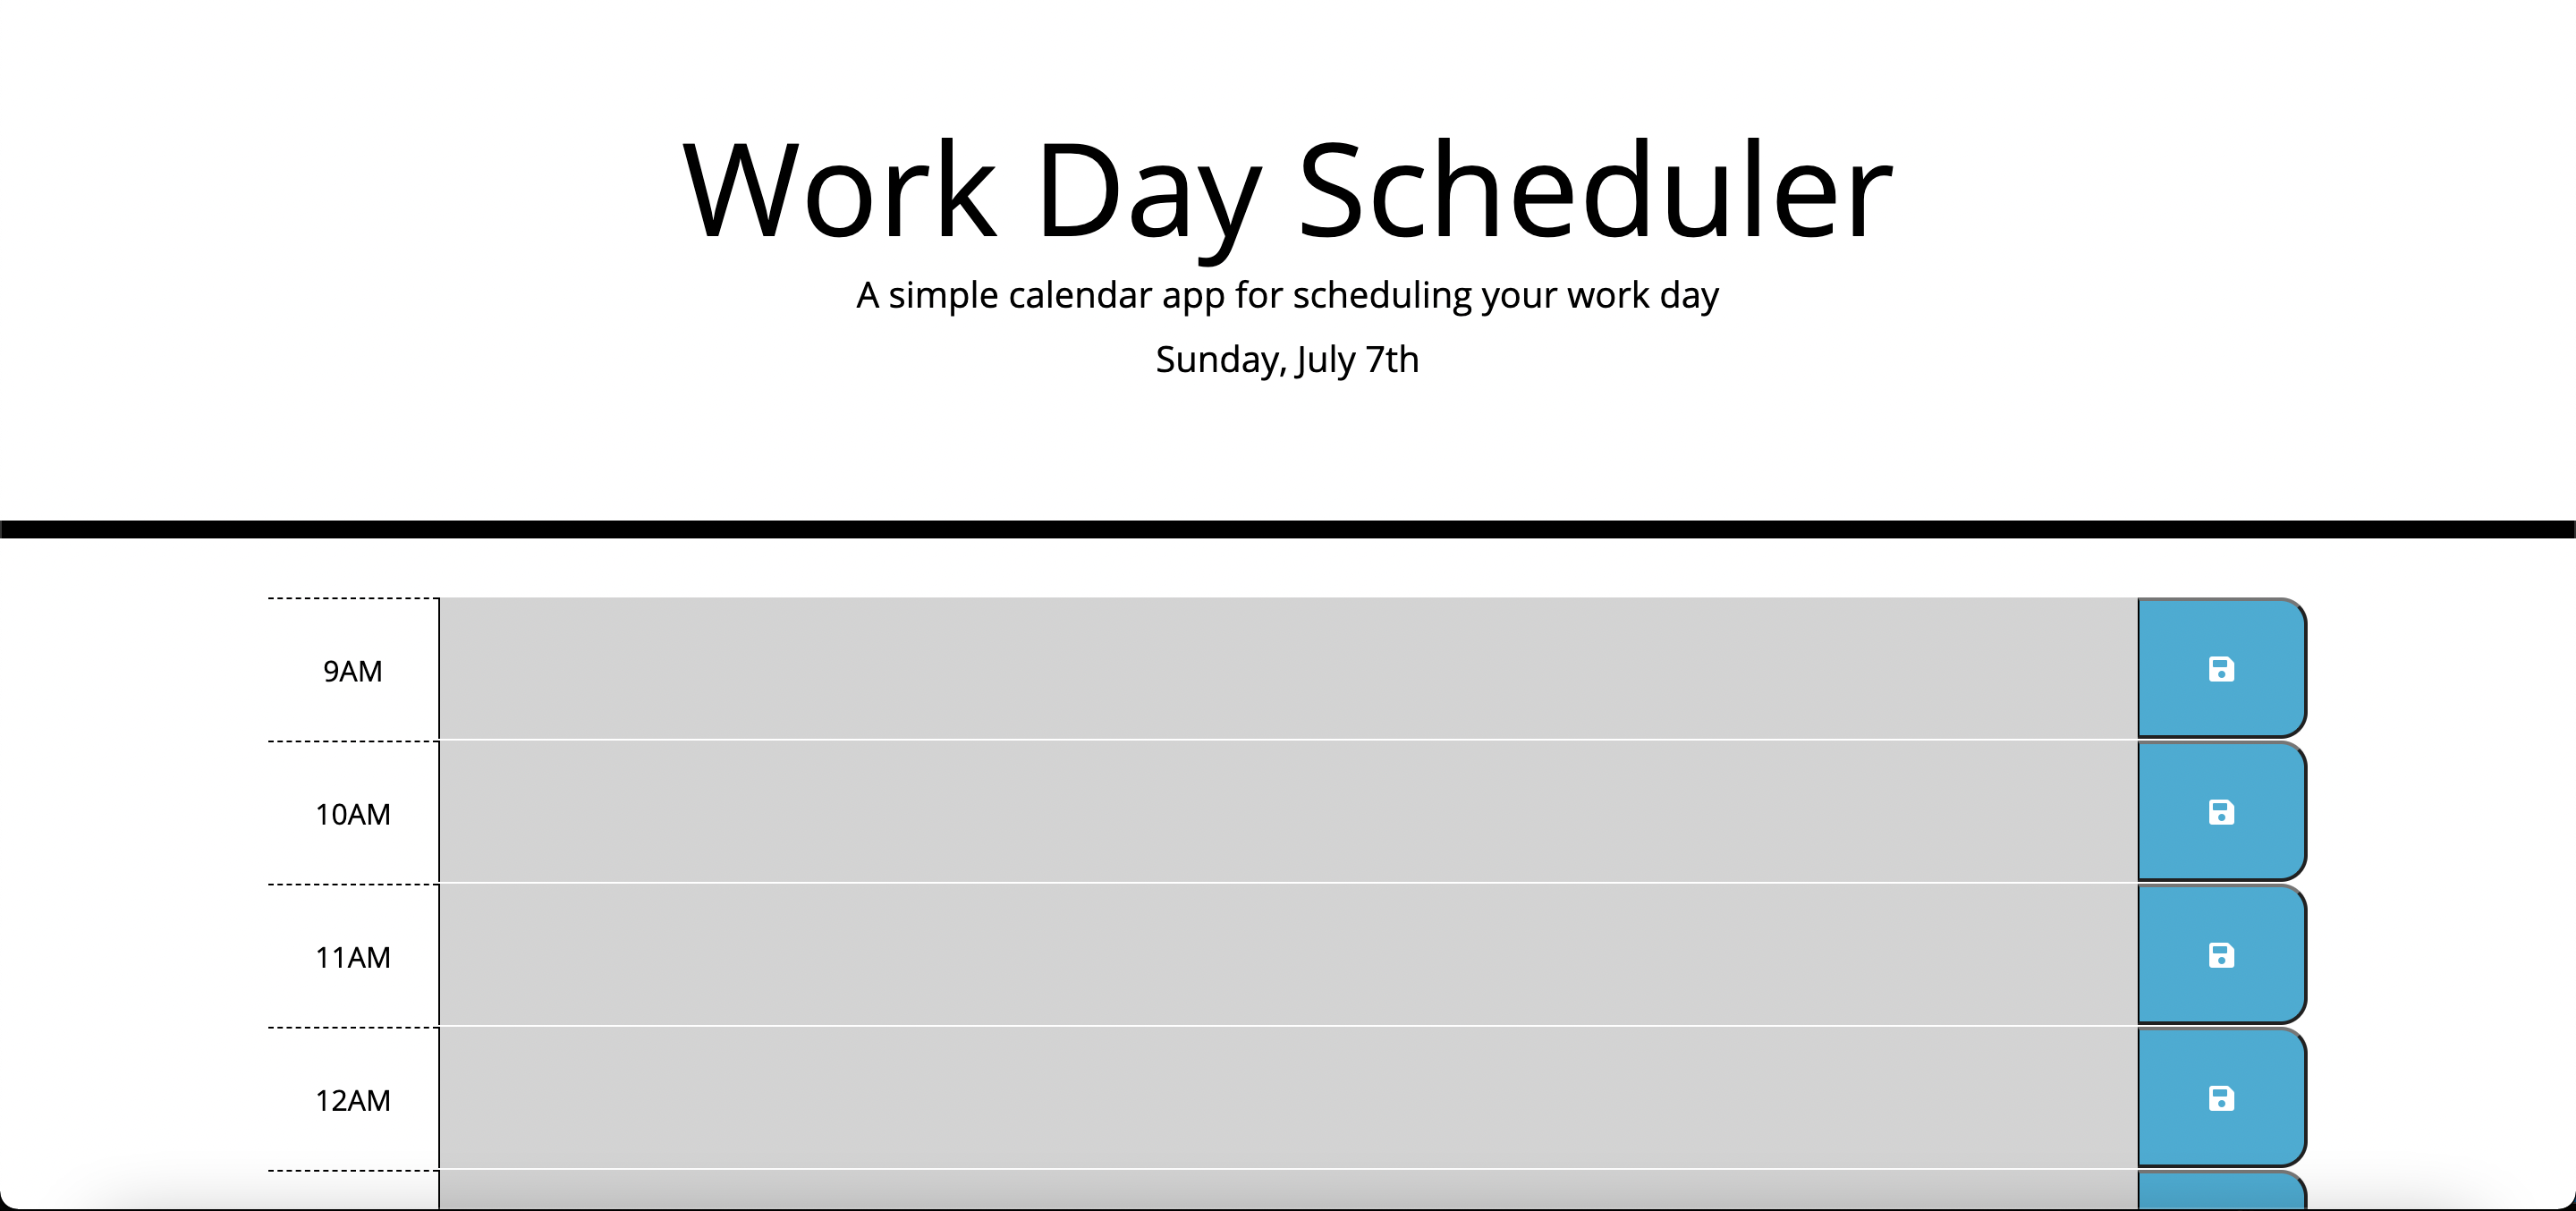 Work Day Scheduler
A simple calendar app for scheduling your work day
Sunday, July 7th
9AM
10AM
11AM
12AM